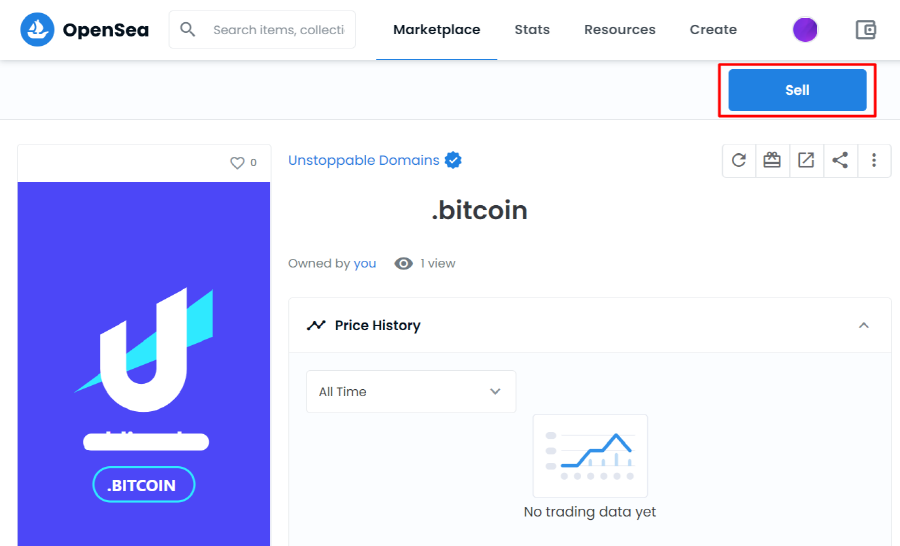 OpenSea
Search items, collecti
Marketplace
Stats
Resources
Create
Sell
0
Unstoppable Domains
.bitcoin
Owned by you
1 view
Price History
All Time
No trading data yet
.BITCOIN